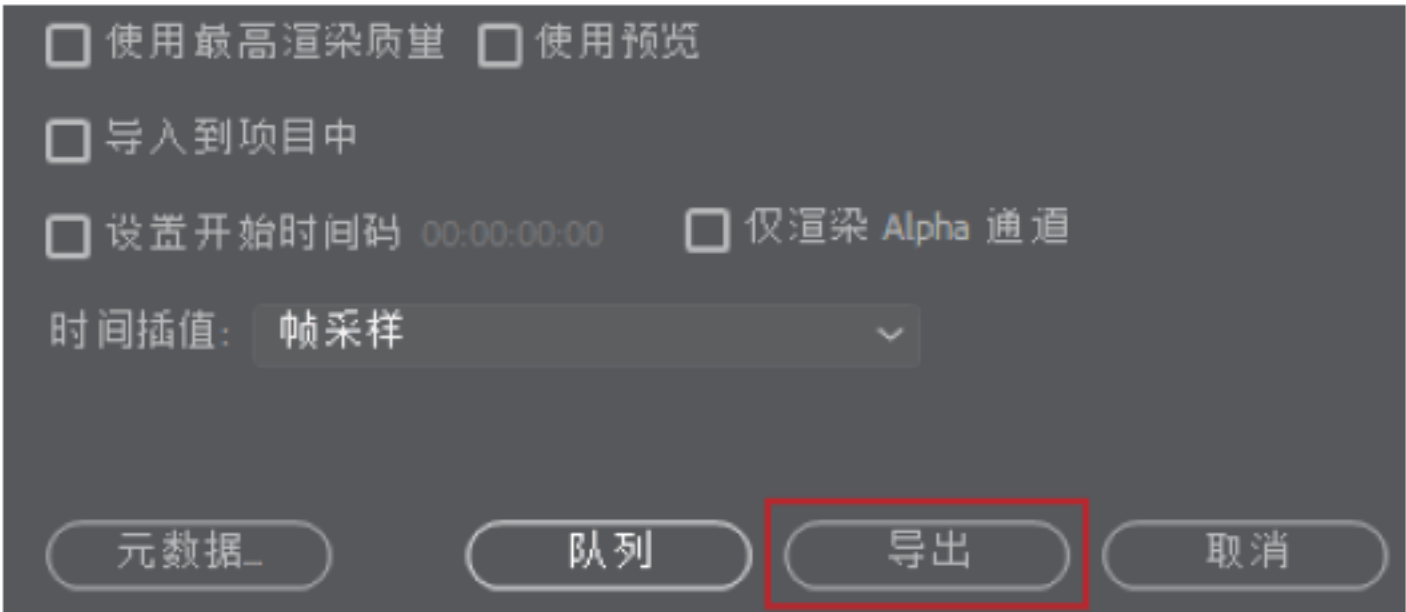 使用最高渲染质量 使用预览
导入到项目中
设置开始时间码 00:00:00:00 仅渲染 Alpha 通道
时间插值: 帧采样
元数据... 队列 导出 取消